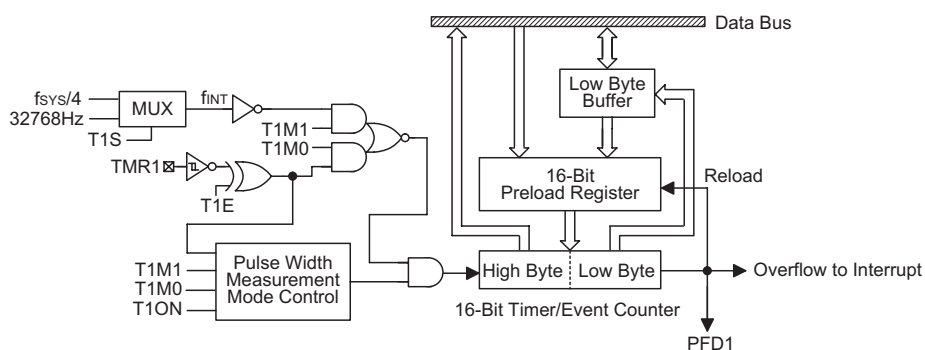 Data Bus
Low Byte
Buffer
fSYS/4
32768Hz
MUX
fINT
T1S
T1M1
T1M0
TMR1
T1E
16-Bit
Preload Register
Reload
T1M1
T1M0
T1ON
Pulse Width
Measurement
Mode Control
High Byte
Low Byte
Overflow to Interrupt
16-Bit Timer/Event Counter
PFD1